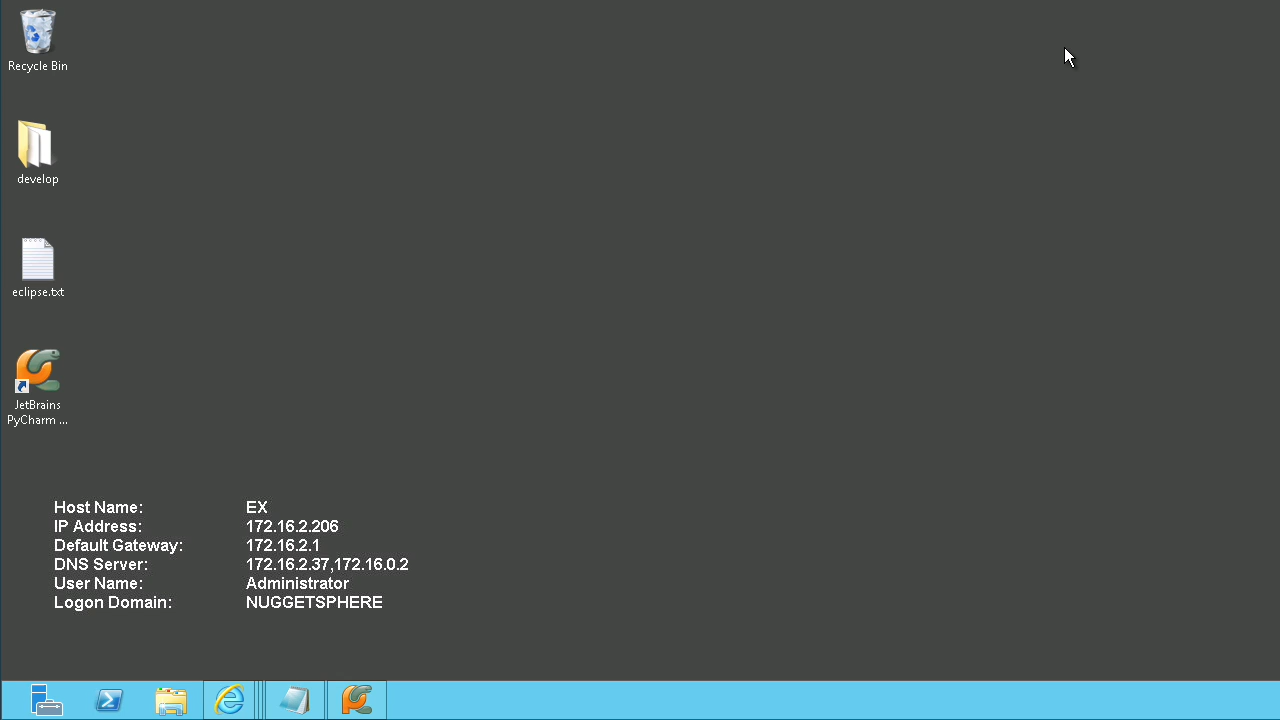 Recycle Bin
develop
eclipse.txt
JetBrains
PyCharm ...
Host Name: EX
IP Address: 172.16.2.206
Default Gateway: 172.16.2.1
DNS Server: 172.16.2.37,172.16.0.2
User Name: Administrator
Logon Domain: NUGGETSPHERE